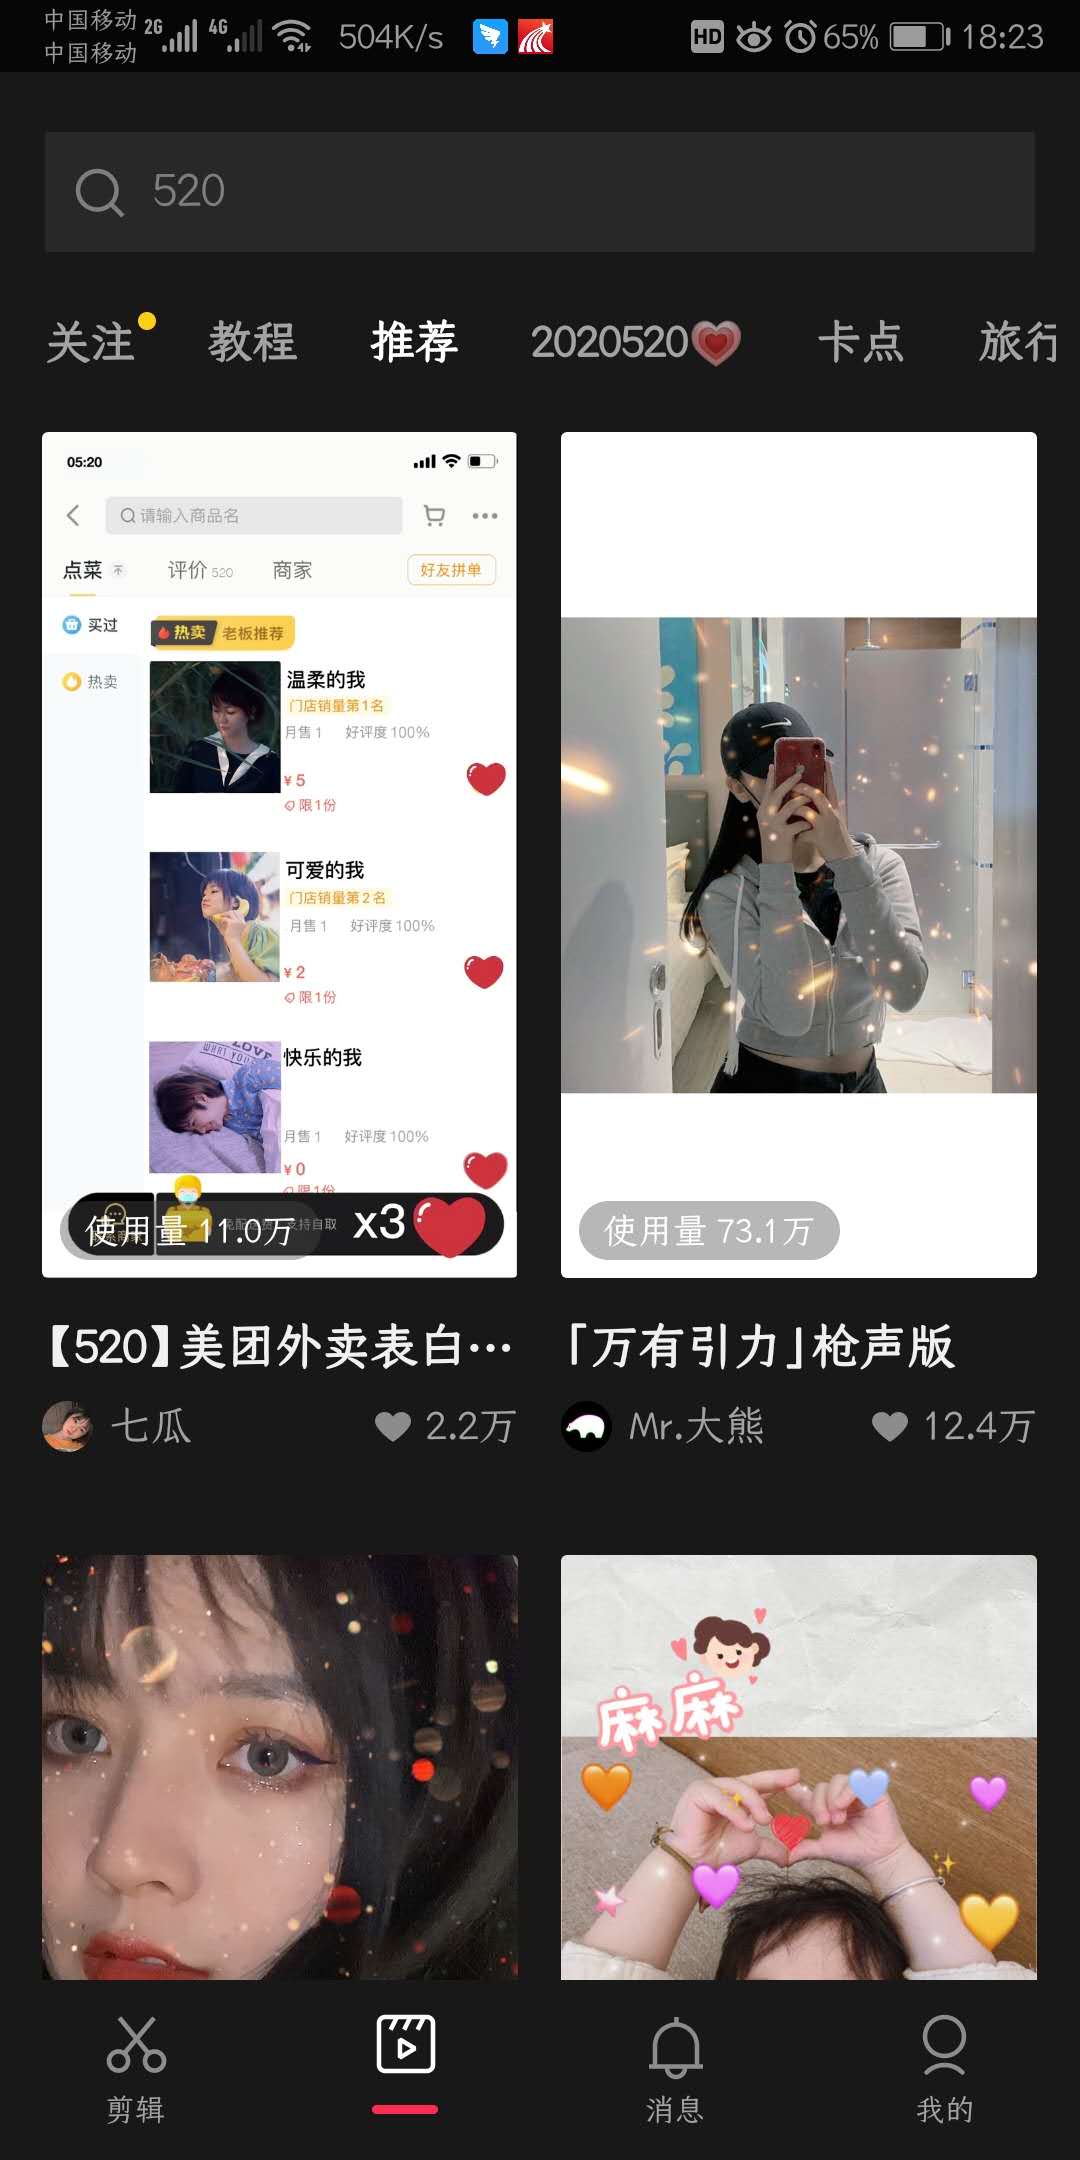 中国移动 2G 4G 504K/s HD 65% 18:23
中国移动
520
关注 教程 推荐 2020520 卡点 旅行
05:20
请输入商品名
点菜 评价 520 商家 好友拼单
买过
热卖 老板推荐
热卖
温柔的我
门店销量第1名
月售 1 好评度 100%
¥ 5
限1份
可爱的我
门店销量第2名
月售 1 好评度 100%
¥ 2
限1份
LOVE
WHAT YOU
快乐的我
月售 1 好评度 100%
¥ 0
限1份
支持自取
x3
使用量 11.0万
使用量 73.1万
【520】美团外卖表白…
七瓜 2.2万
「万有引力」枪声版
Mr.大熊 12.4万
麻麻
剪辑 消息 我的